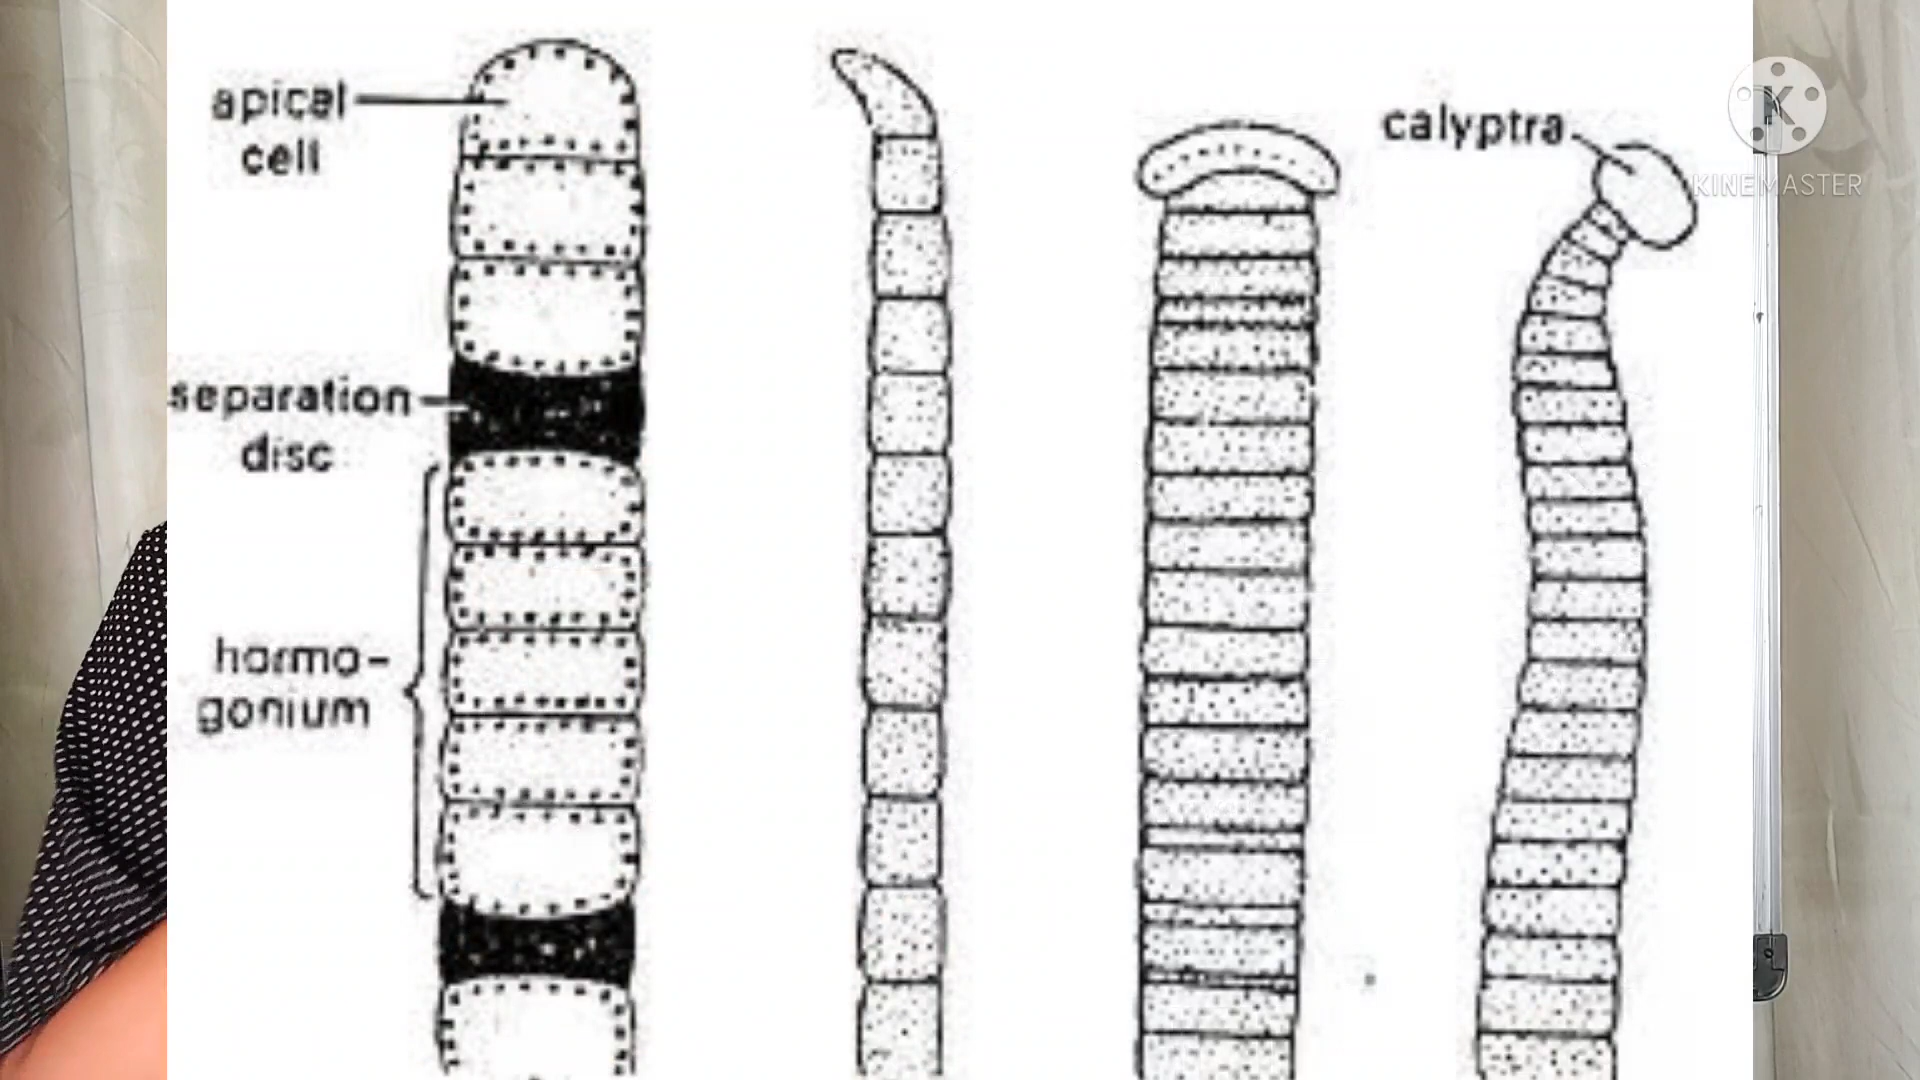 apical
cell
calyptra
K
KINEMASTER
separation
disc
hormo-
gonium